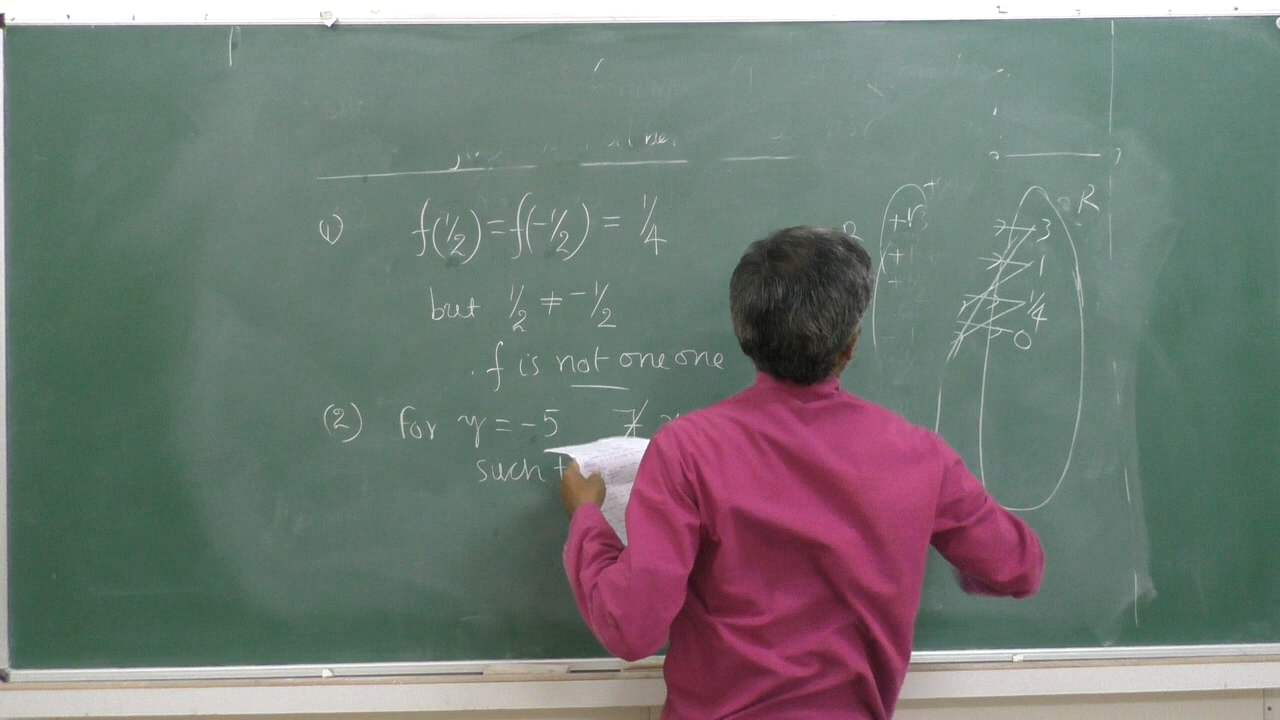 (1) f(1/2) = f(-1/2) = 1/4
but 1/2 ≠ -1/2
f is not one one
(2) For y = -5 ∄
such
R
3
1
1/4
0